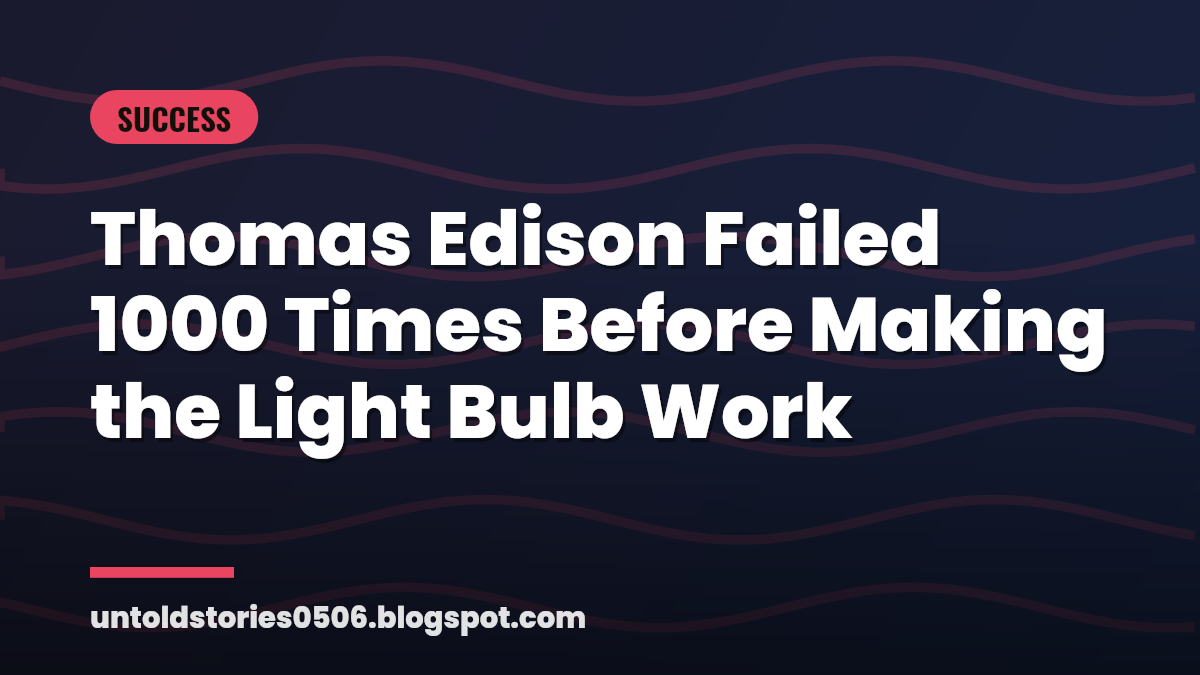 SUCCESS
Thomas Edison Failed
1000 Times Before Making
the Light Bulb Work
untoldstories0506.blogspot.com